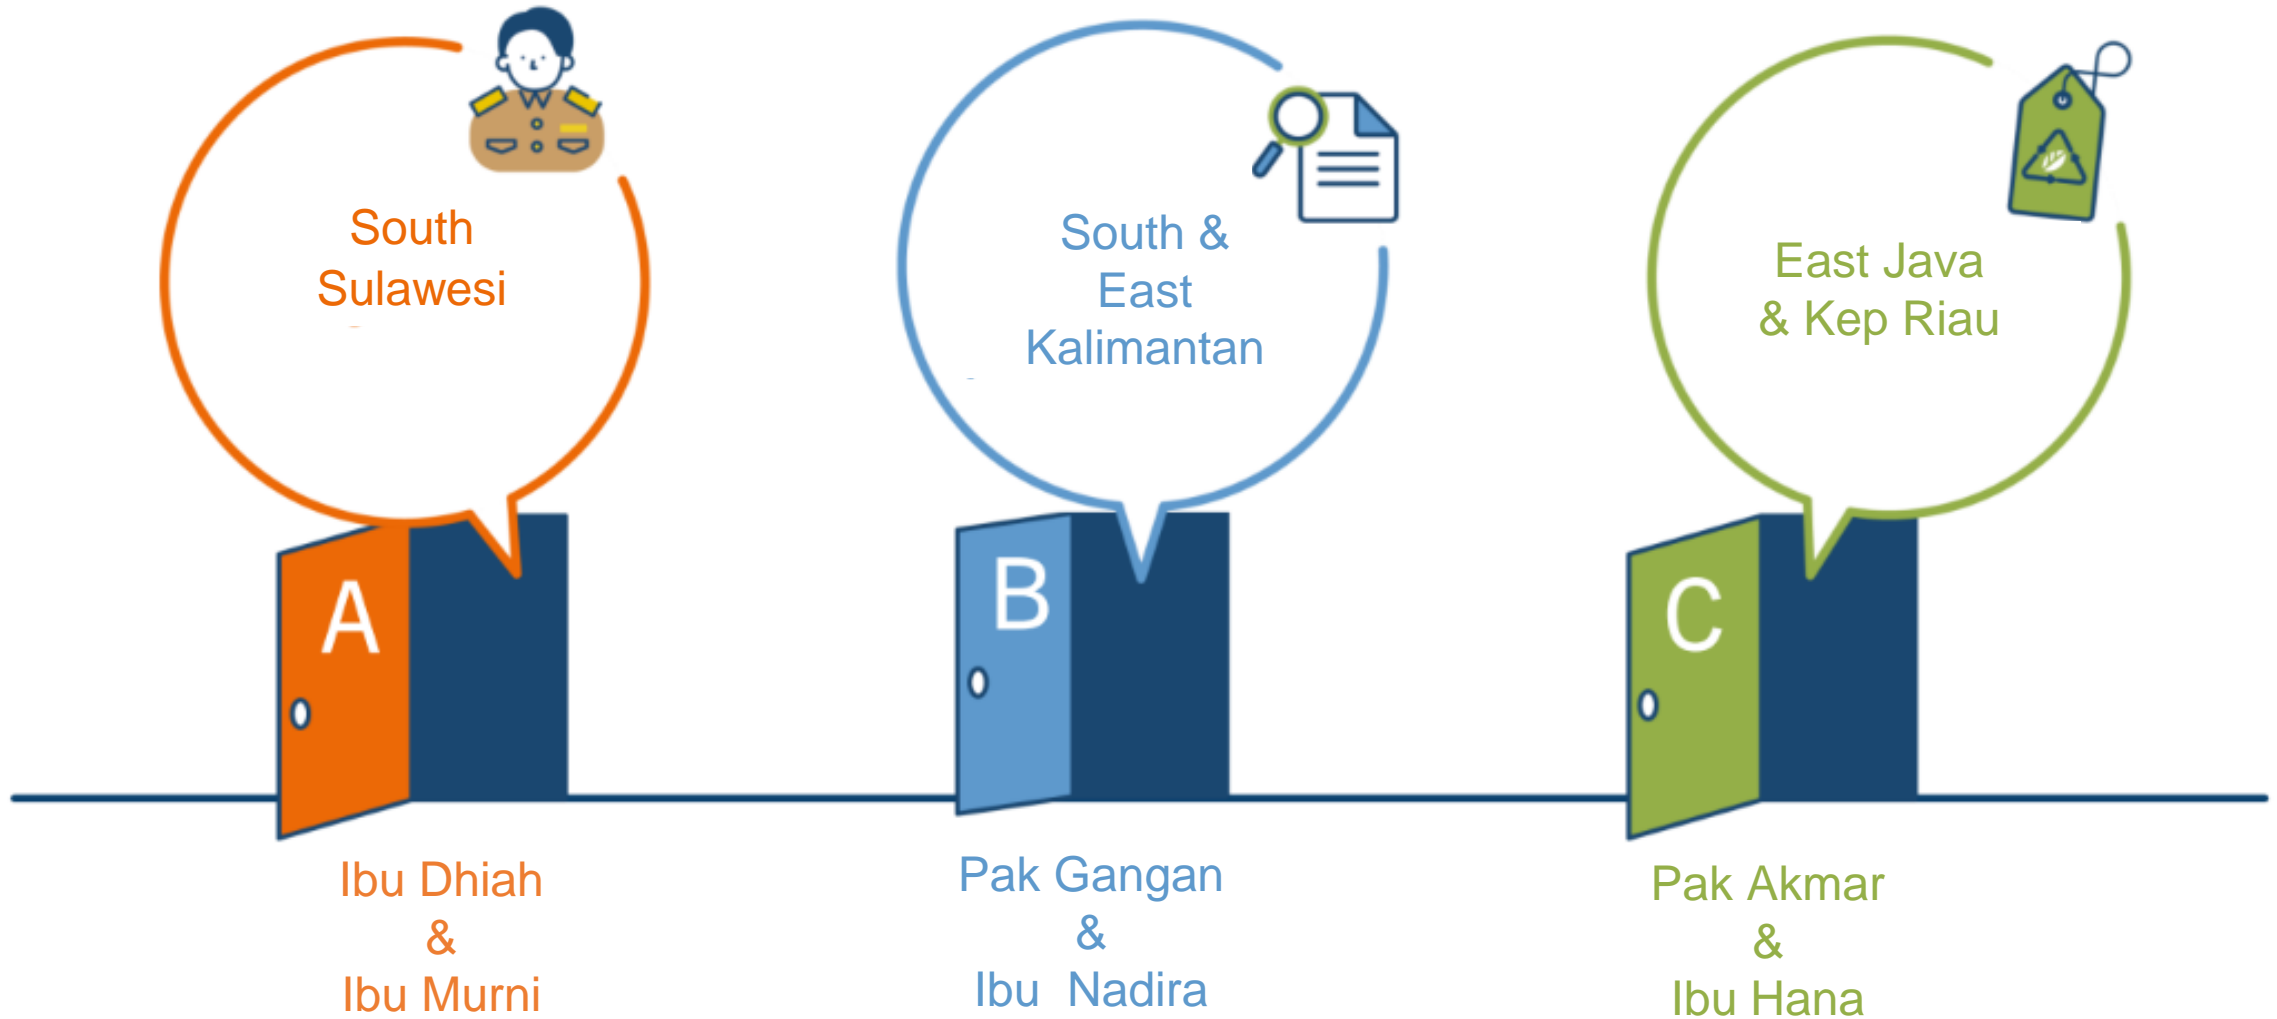 South
Sulawesi
South &
East
Kalimantan
East Java
& Kep Riau
A
B
C
Ibu Dhiah
&
Ibu Murni
Pak Gangan
&
Ibu  Nadira
Pak Akmar
&
Ibu Hana